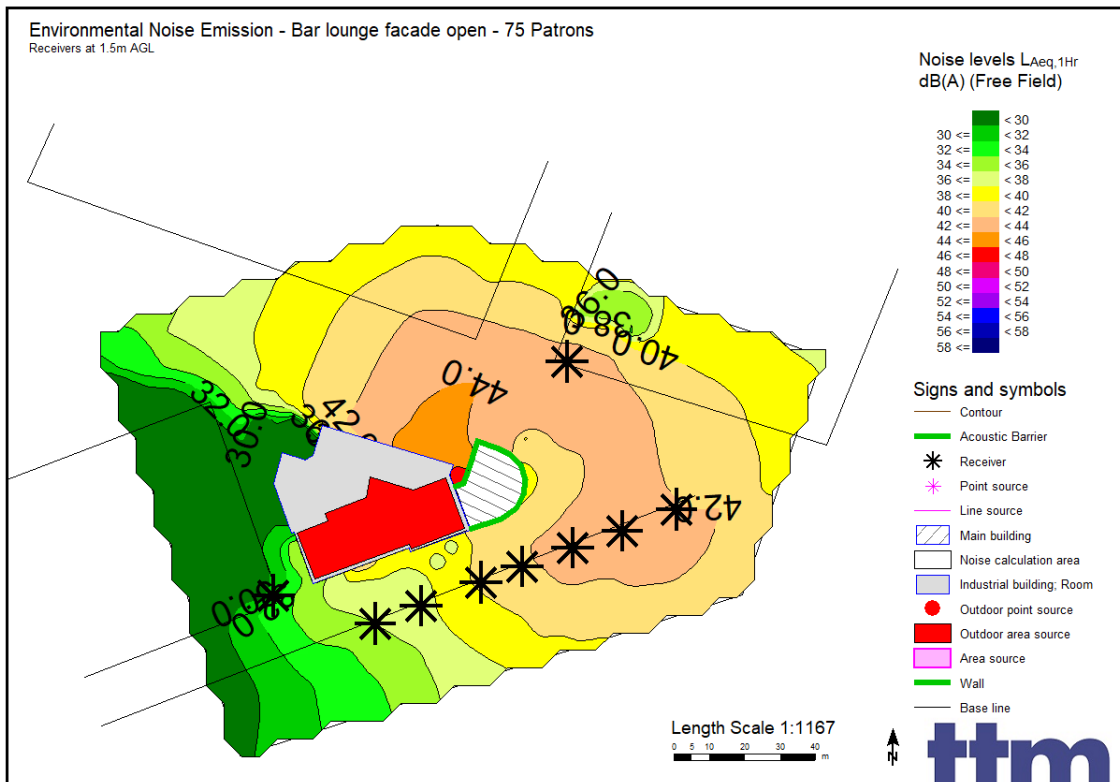 Environmental Noise Emission - Bar lounge facade open - 75 Patrons
Receivers at 1.5m AGL
Noise levels LAeq,1Hr
dB(A) (Free Field)
< 30
30 <= < 32
32 <= < 34
34 <= < 36
36 <= < 38
38 <= < 40
40 <= < 42
42 <= < 44
44 <= < 46
46 <= < 48
48 <= < 50
50 <= < 52
52 <= < 54
54 <= < 56
56 <= < 58
58 <=
40.0
44.0
32.0
30.0
42.0
Signs and symbols
Contour
Acoustic Barrier
Receiver
Point source
Line source
Main building
Noise calculation area
Industrial building; Room
Outdoor point source
Outdoor area source
Area source
Wall
Base line
Length Scale 1:1167
0 5 10 20 30 40
m
N
ttm